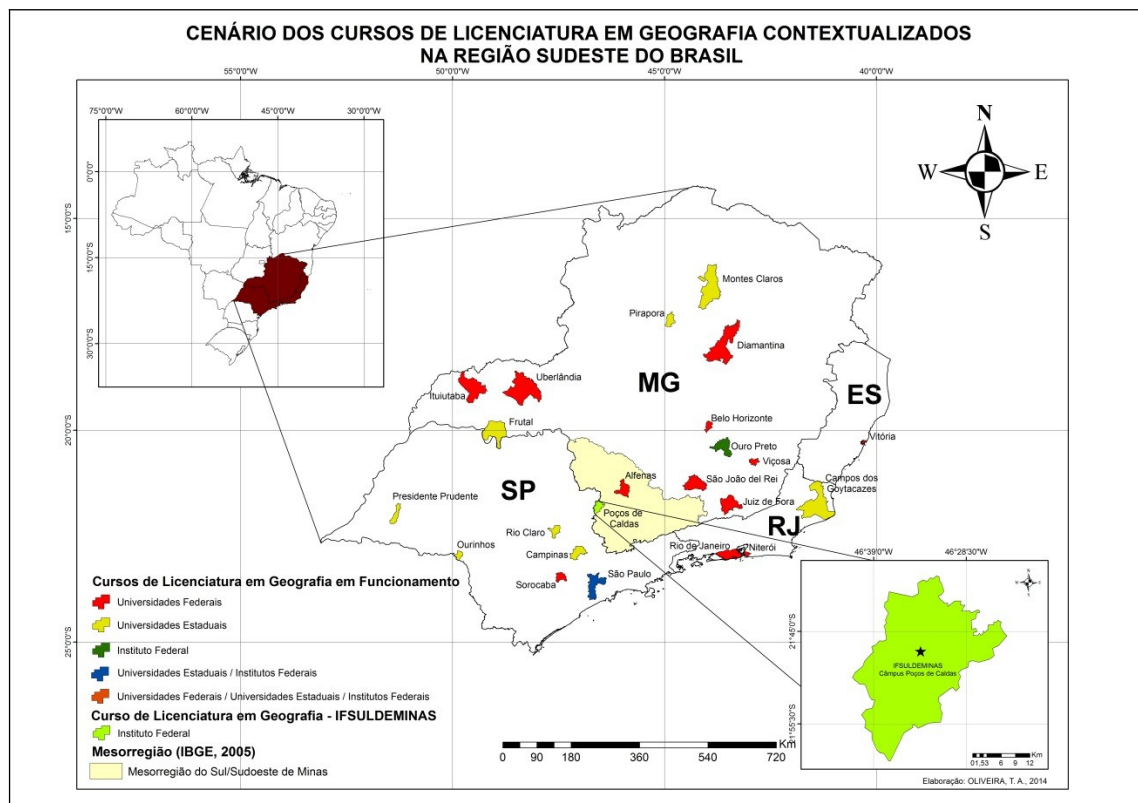 CENÁRIO DOS CURSOS DE LICENCIATURA EM GEOGRAFIA CONTEXTUALIZADOS
NA REGIÃO SUDESTE DO BRASIL
55°0'0"W
50°0'0"W
45°0'0"W
40°0'0"W
75°0'0"W
60°0'0"W
45°0'0"W
30°0'0"W
0°0'0"
15°0'0"S
30°0'0"S
15°0'0"S
20°0'0"S
25°0'0"S
N
W
E
S
Montes Claros
Pirapora
Diamantina
MG
ES
Uberlândia
Ituiutaba
Frutal
Belo Horizonte
Ouro Preto
Vitória
Viçosa
Alfenas
São João del Rei
Campos dos
Goytacazes
SP
Presidente Prudente
Juiz de Fora
Poços de
Caldas
RJ
Rio Claro
Rio de Janeiro
Niterói
Ourinhos
Campinas
São Paulo
Sorocaba
Cursos de Licenciatura em Geografia em Funcionamento
Universidades Federais
Universidades Estaduais
Instituto Federal
Universidades Estaduais / Institutos Federais
Universidades Federais / Universidades Estaduais / Institutos Federais
Curso de Licenciatura em Geografia - IFSULDEMINAS
Instituto Federal
Mesorregião (IBGE, 2005)
Mesorregião do Sul/Sudoeste de Minas
Km
0 90 180 360 540 720
46°39'0"W
46°28'30"W
21°45'0"S
21°55'30"S
IFSULDEMINAS
Câmpus Poços de Caldas
Km
01,53 6 9 12
Elaboração: OLIVEIRA, T. A., 2014